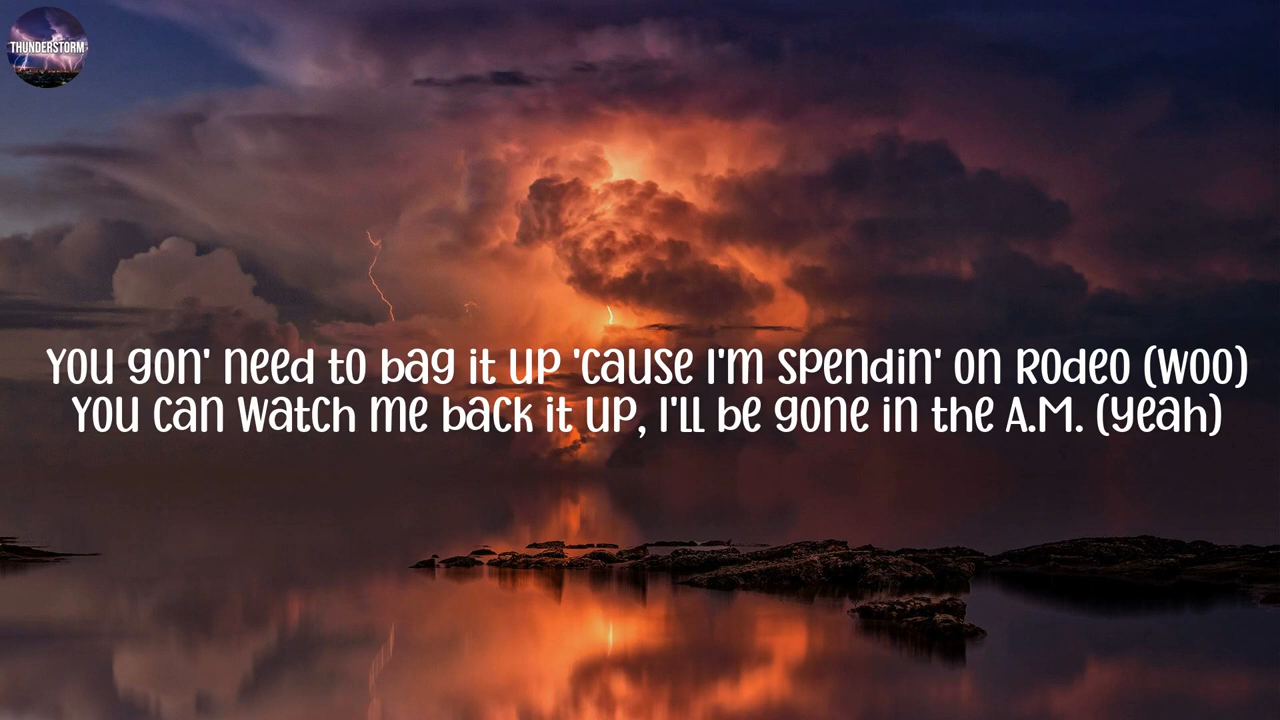 THUNDERSTORM
You gon' need to bag it up 'cause I'm spendin' on Rodeo (Woo)
You can watch me back it up, I'll be gone in the A.M. (Yeah)